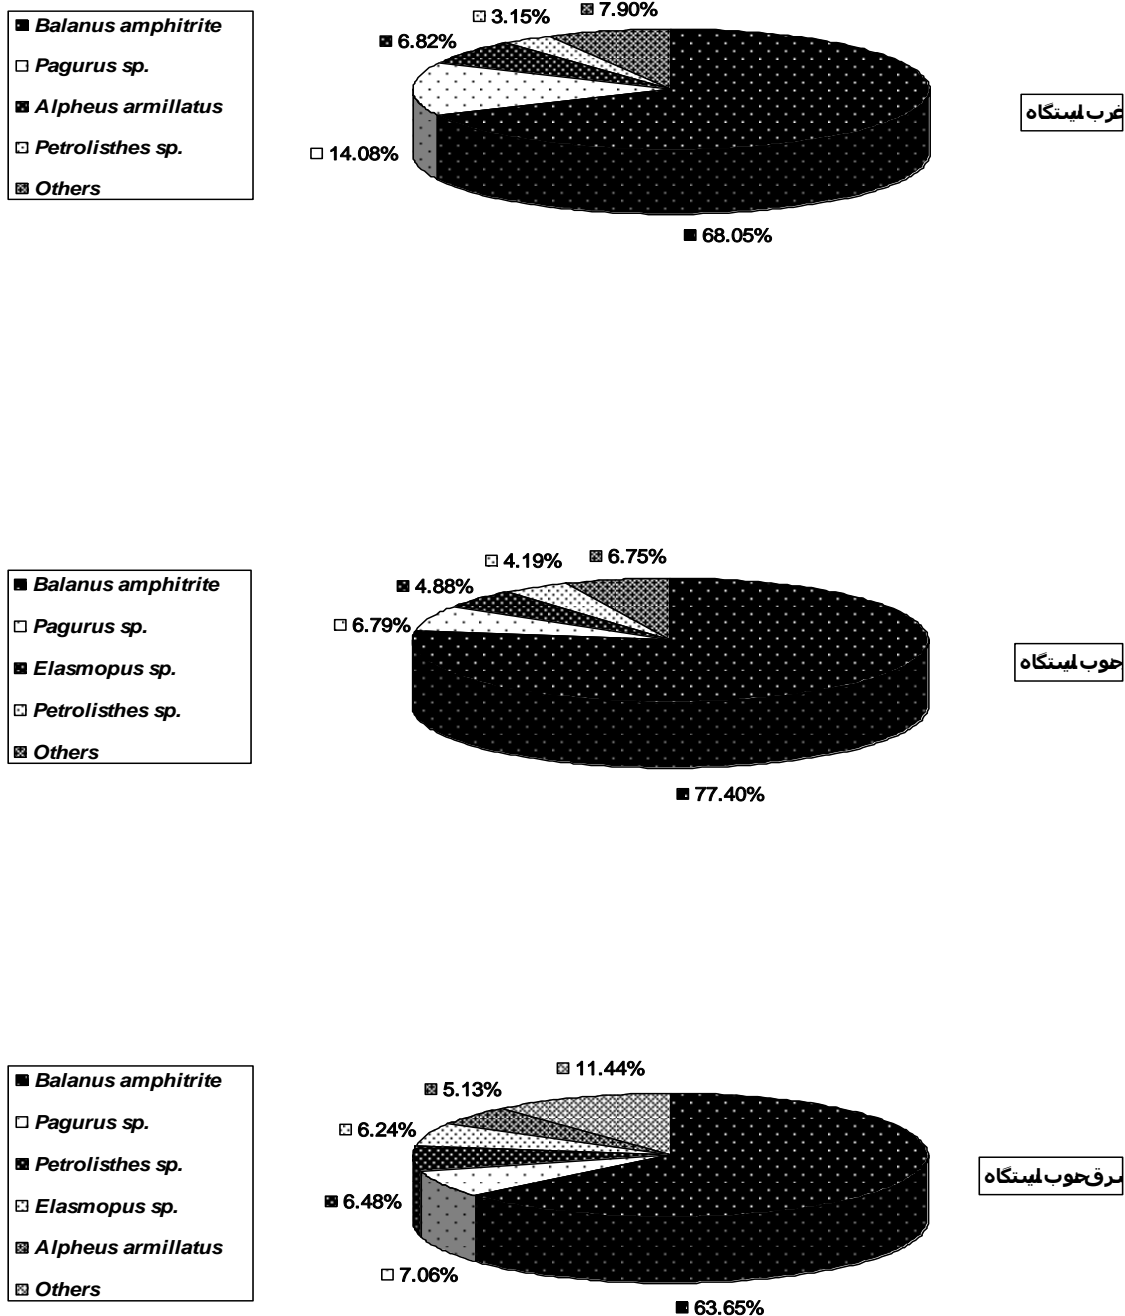 Balanus amphitrite
Pagurus sp.
Alpheus armillatus
Petrolisthes sp.
Others
3.15%
7.90%
6.82%
14.08%
68.05%
غرب ایستگاه
Balanus amphitrite
Pagurus sp.
Elasmopus sp.
Petrolisthes sp.
Others
4.19%
6.75%
4.88%
6.79%
77.40%
ایستگاه
Balanus amphitrite
Pagurus sp.
Petrolisthes sp.
Elasmopus sp.
Alpheus armillatus
Others
11.44%
5.13%
6.24%
6.48%
7.06%
63.65%
ایستگاه